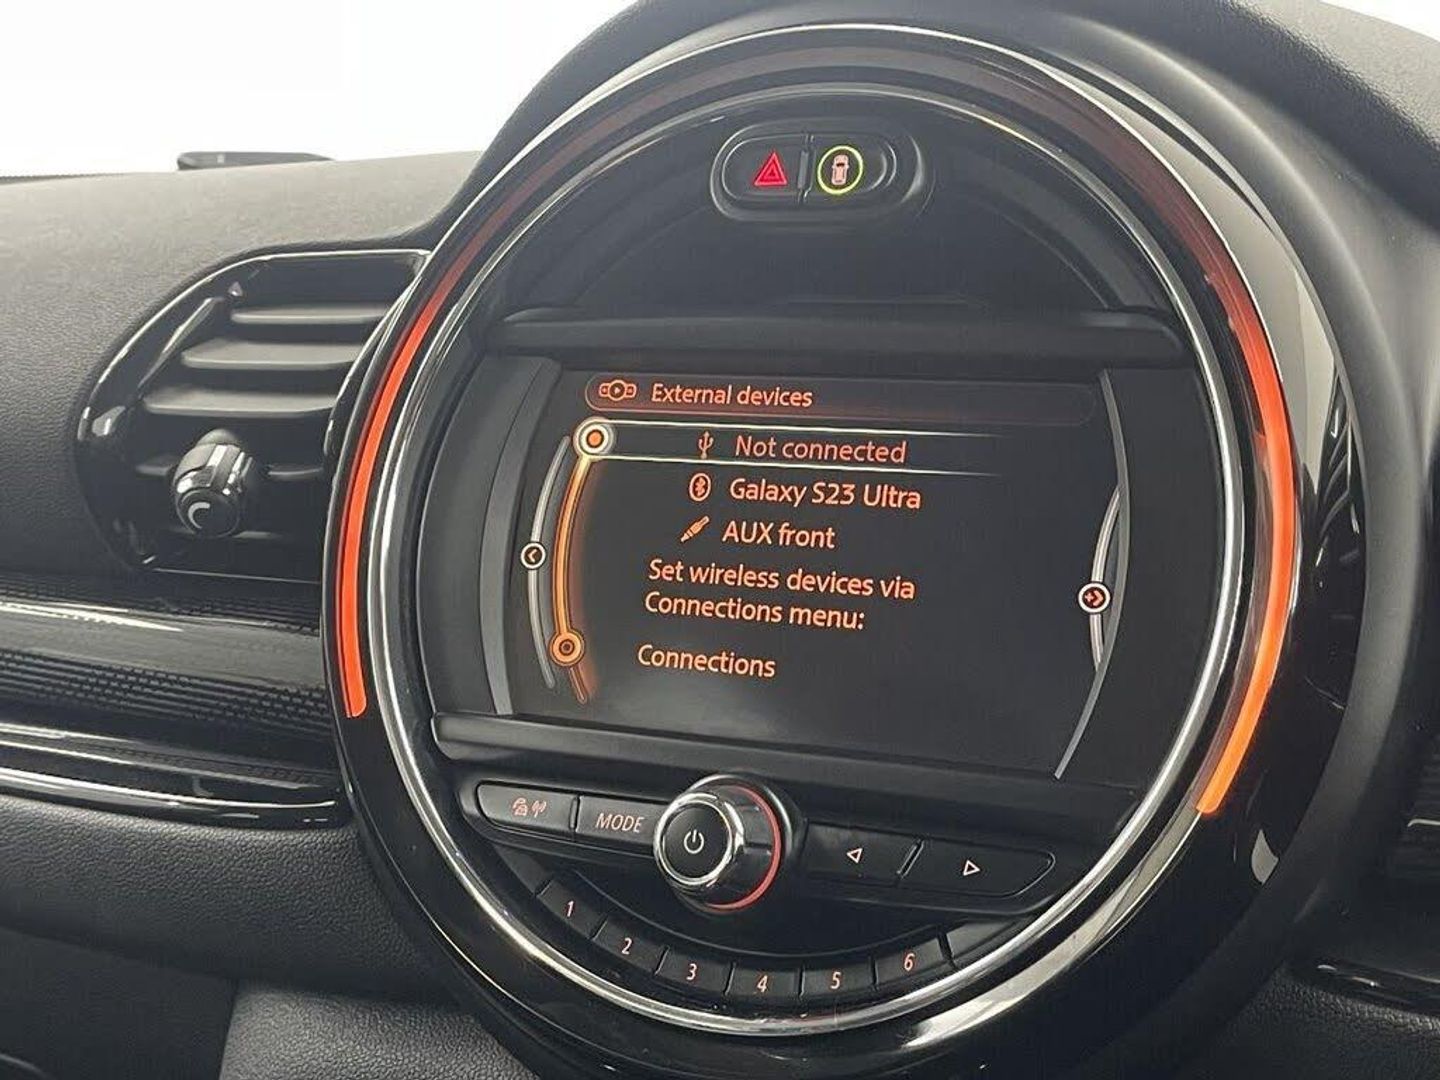 External devices
Not connected
Galaxy S23 Ultra
AUX front
Set wireless devices via
Connections menu:
Connections
MODE
1
2
3
4
5
6